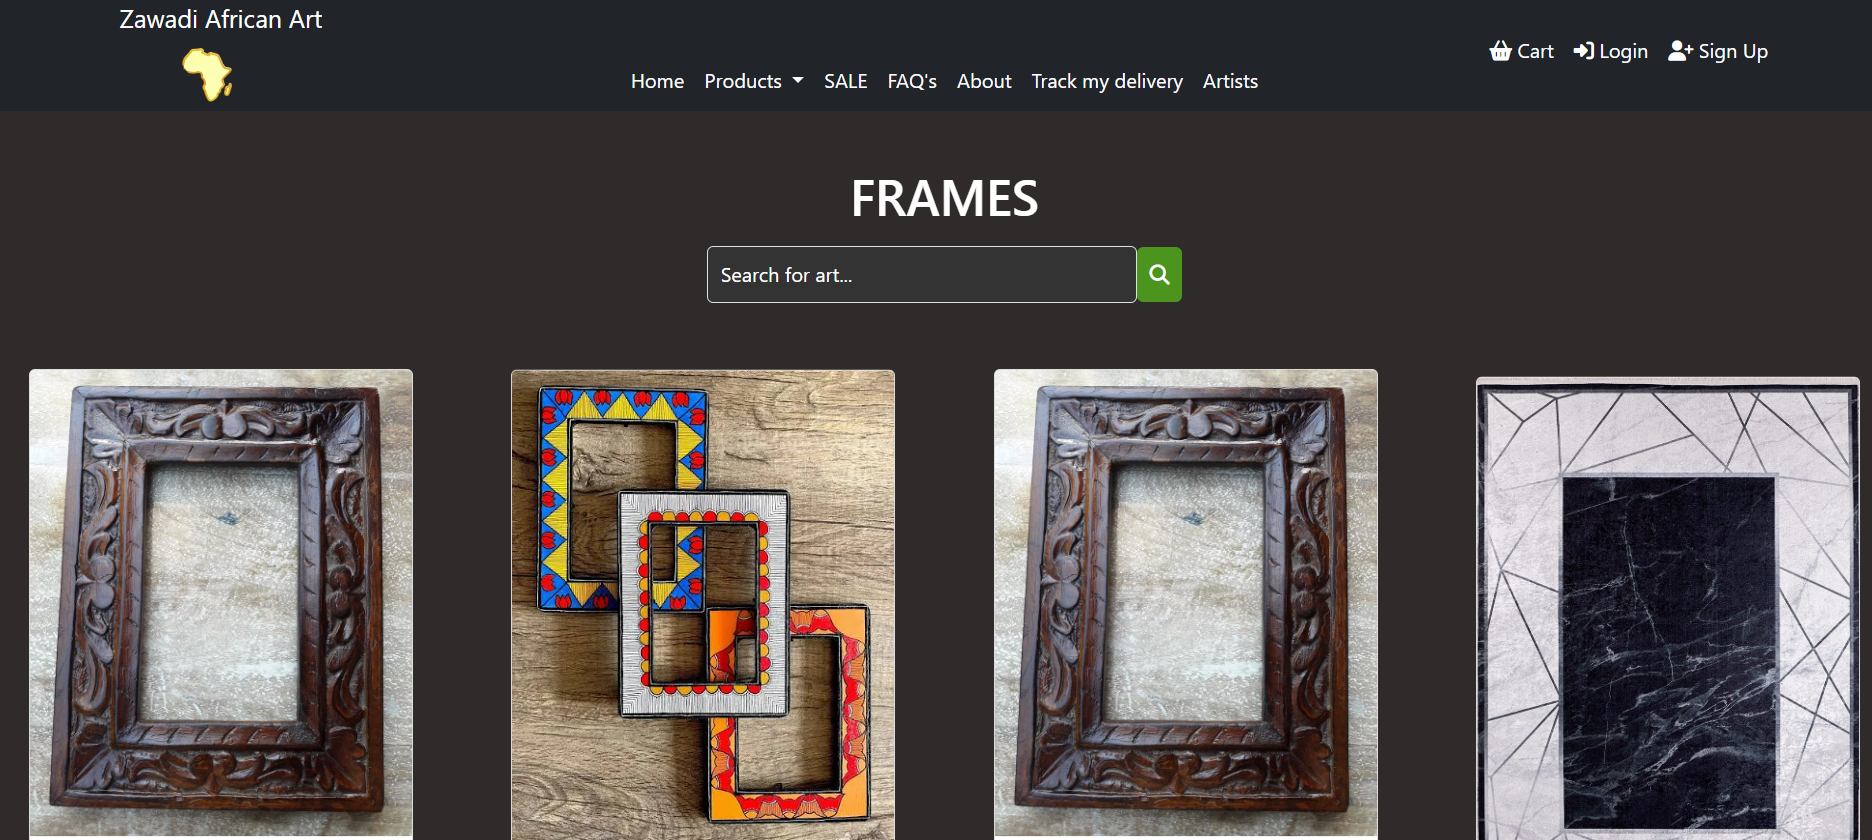 Zawadi African Art
Home Products SALE FAQ's About Track my delivery Artists
Cart Login Sign Up
FRAMES
Search for art...